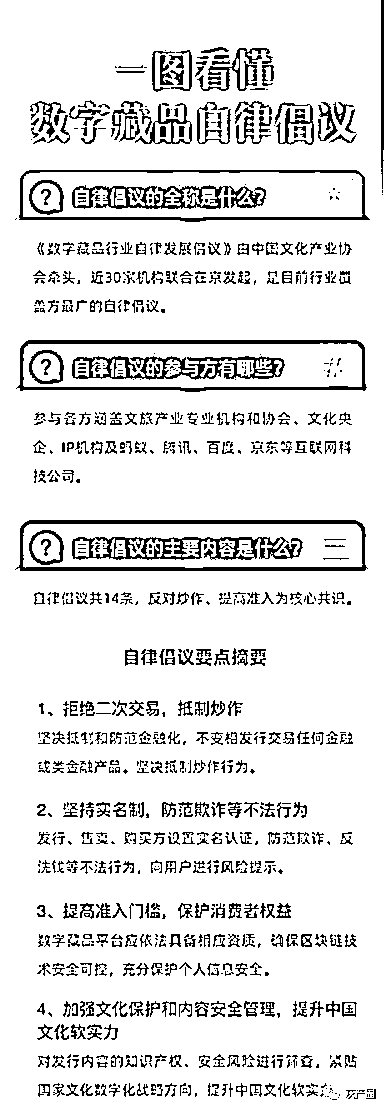 一图看懂
数字藏品自律倡议
? 自律倡议的全称是什么?
《数字藏品行业自律发展倡议》由中国文化产业协
会牵头，近30家机构联合在京发起，是目前行业覆
盖方最广的自律倡议。
? 自律倡议的参与方有哪些? #
参与各方涵盖文旅产业专业机构和协会、文化央
企、IP机构及蚂蚁、腾讯、百度、京东等互联网科
技公司。
? 自律倡议的主要内容是什么?
自律倡议共14条，反对炒作、提高准入为核心共识。
自律倡议要点摘要
1、拒绝二次交易，抵制炒作
坚决抵制和防范金融化，不变相发行交易任何金融
或类金融产品。坚决抵制炒作行为。
2、坚持实名制，防范欺诈等不法行为
发行、售卖、购买方设置实名认证，防范欺诈、反
洗钱等不法行为，向用户进行风险提示。
3、提高准入门槛，保护消费者权益
数字藏品平台应依法具备相应资质，确保区块链技
术安全可控，充分保护个人信息安全。
4、加强文化保护和内容安全管理，提升中国
文化软实力
对发行内容的知识产权、安全风险进行筛查，紧贴
国家文化数字化战略方向，提升中国文化软实